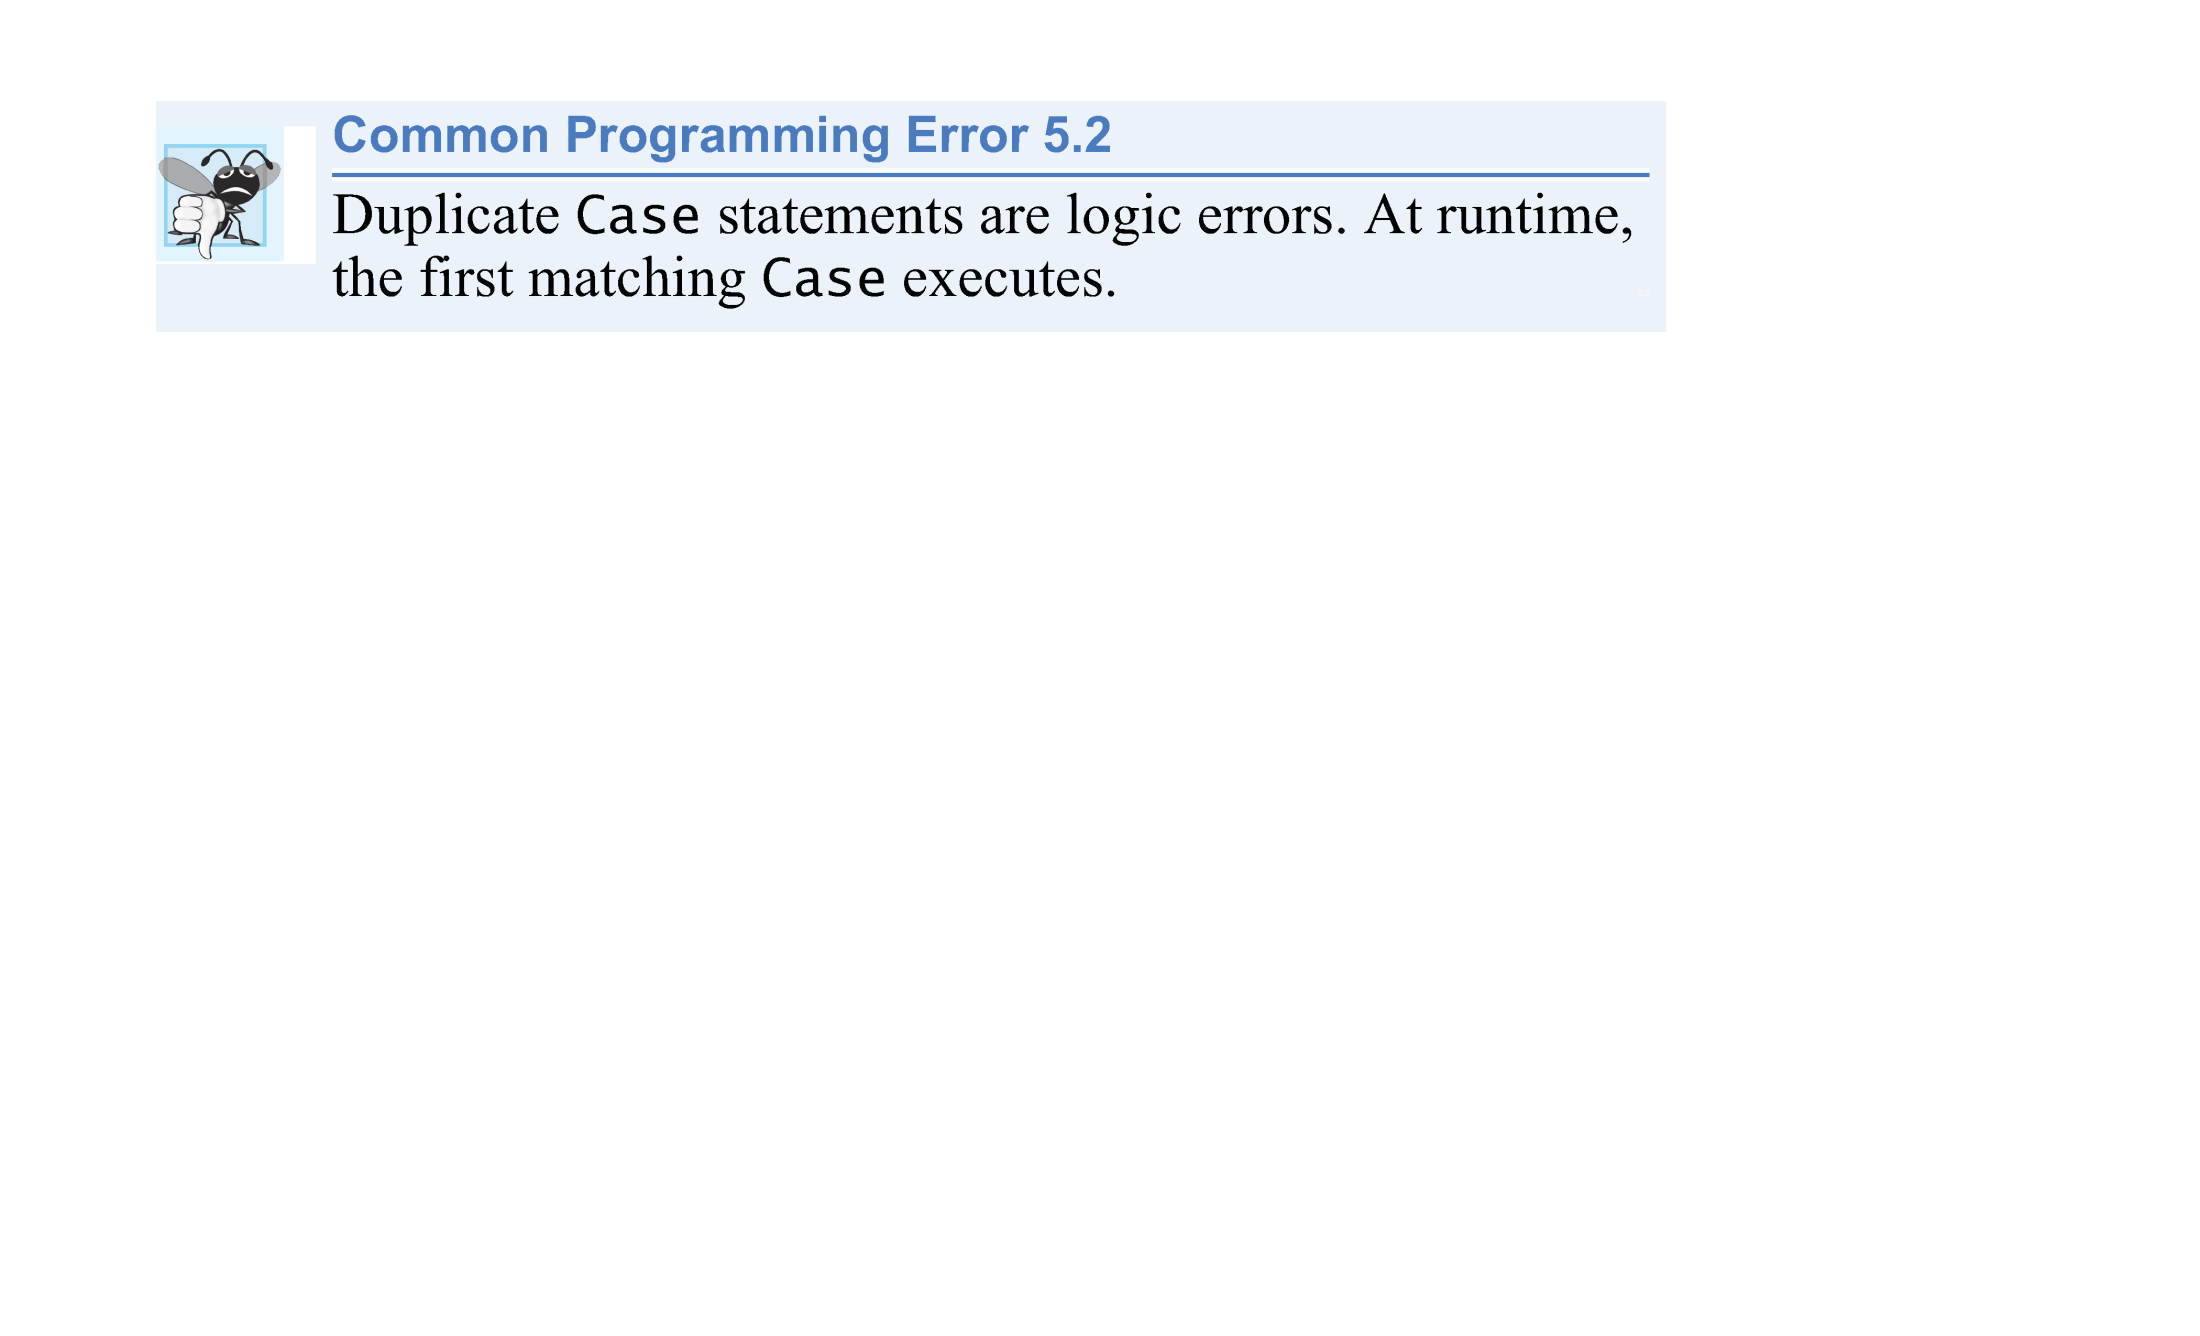 Common Programming Error 5.2
Duplicate Case statements are logic errors. At runtime,
the first matching Case executes.